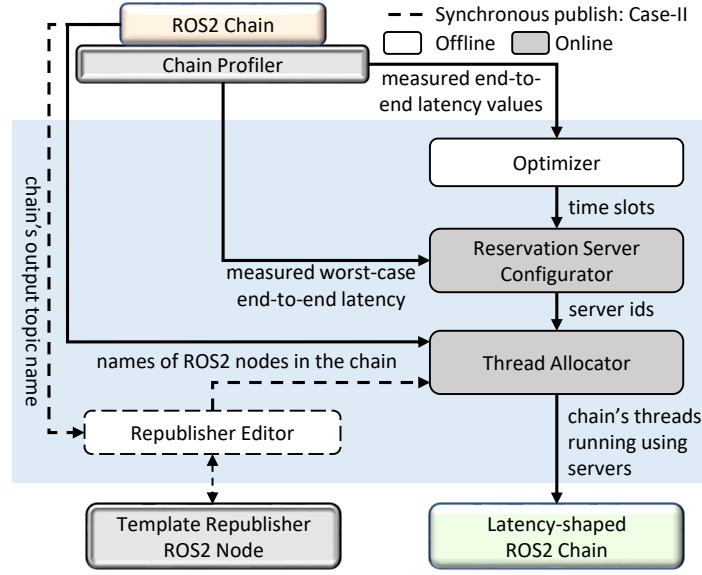 ROS2 Chain
Synchronous publish: Case-II
Offline
Online
Chain Profiler
measured end-to-
end latency values
Optimizer
time slots
chain's output topic name
Reservation Server
Configurator
measured worst-case
end-to-end latency
server ids
names of ROS2 nodes in the chain
Thread Allocator
Republisher Editor
chain's threads
running using
servers
Template Republisher
ROS2 Node
Latency-shaped
ROS2 Chain